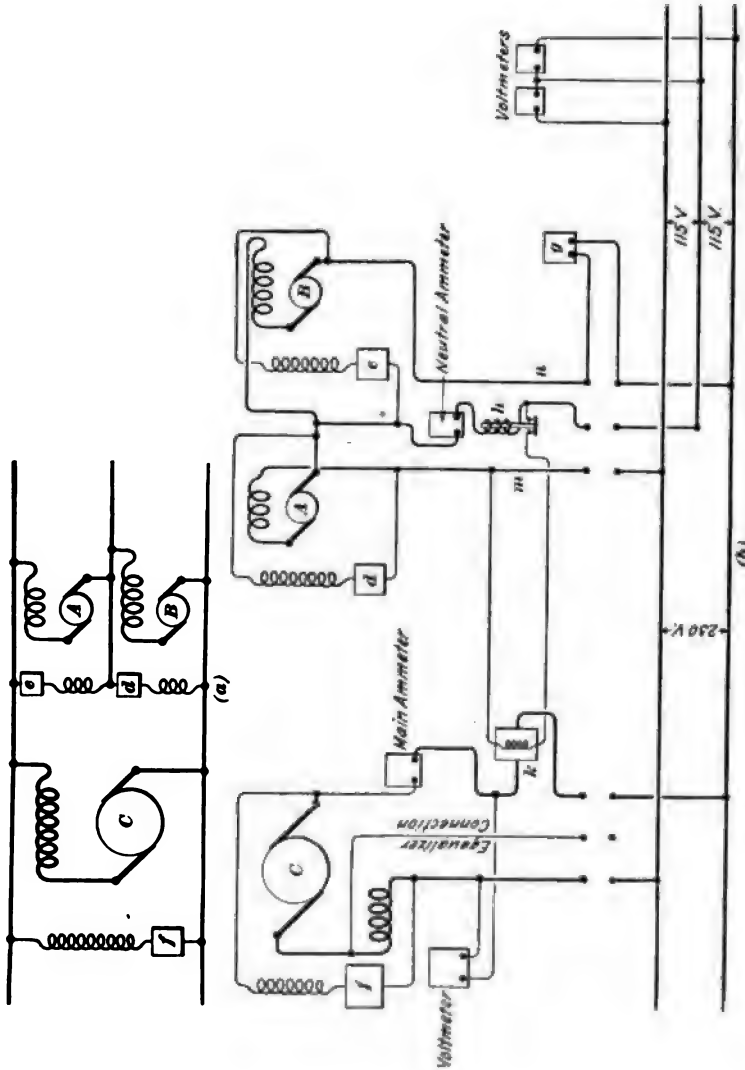 A
e
C
B
d
f
(a)
Voltmeters
B
Neutral Ammeter
e
A
h
n
g
d
m
115 V.
115 V.
Main Ammeter
C
Equalizer
Connection
k
f
Voltmeter
230 V.
(b)